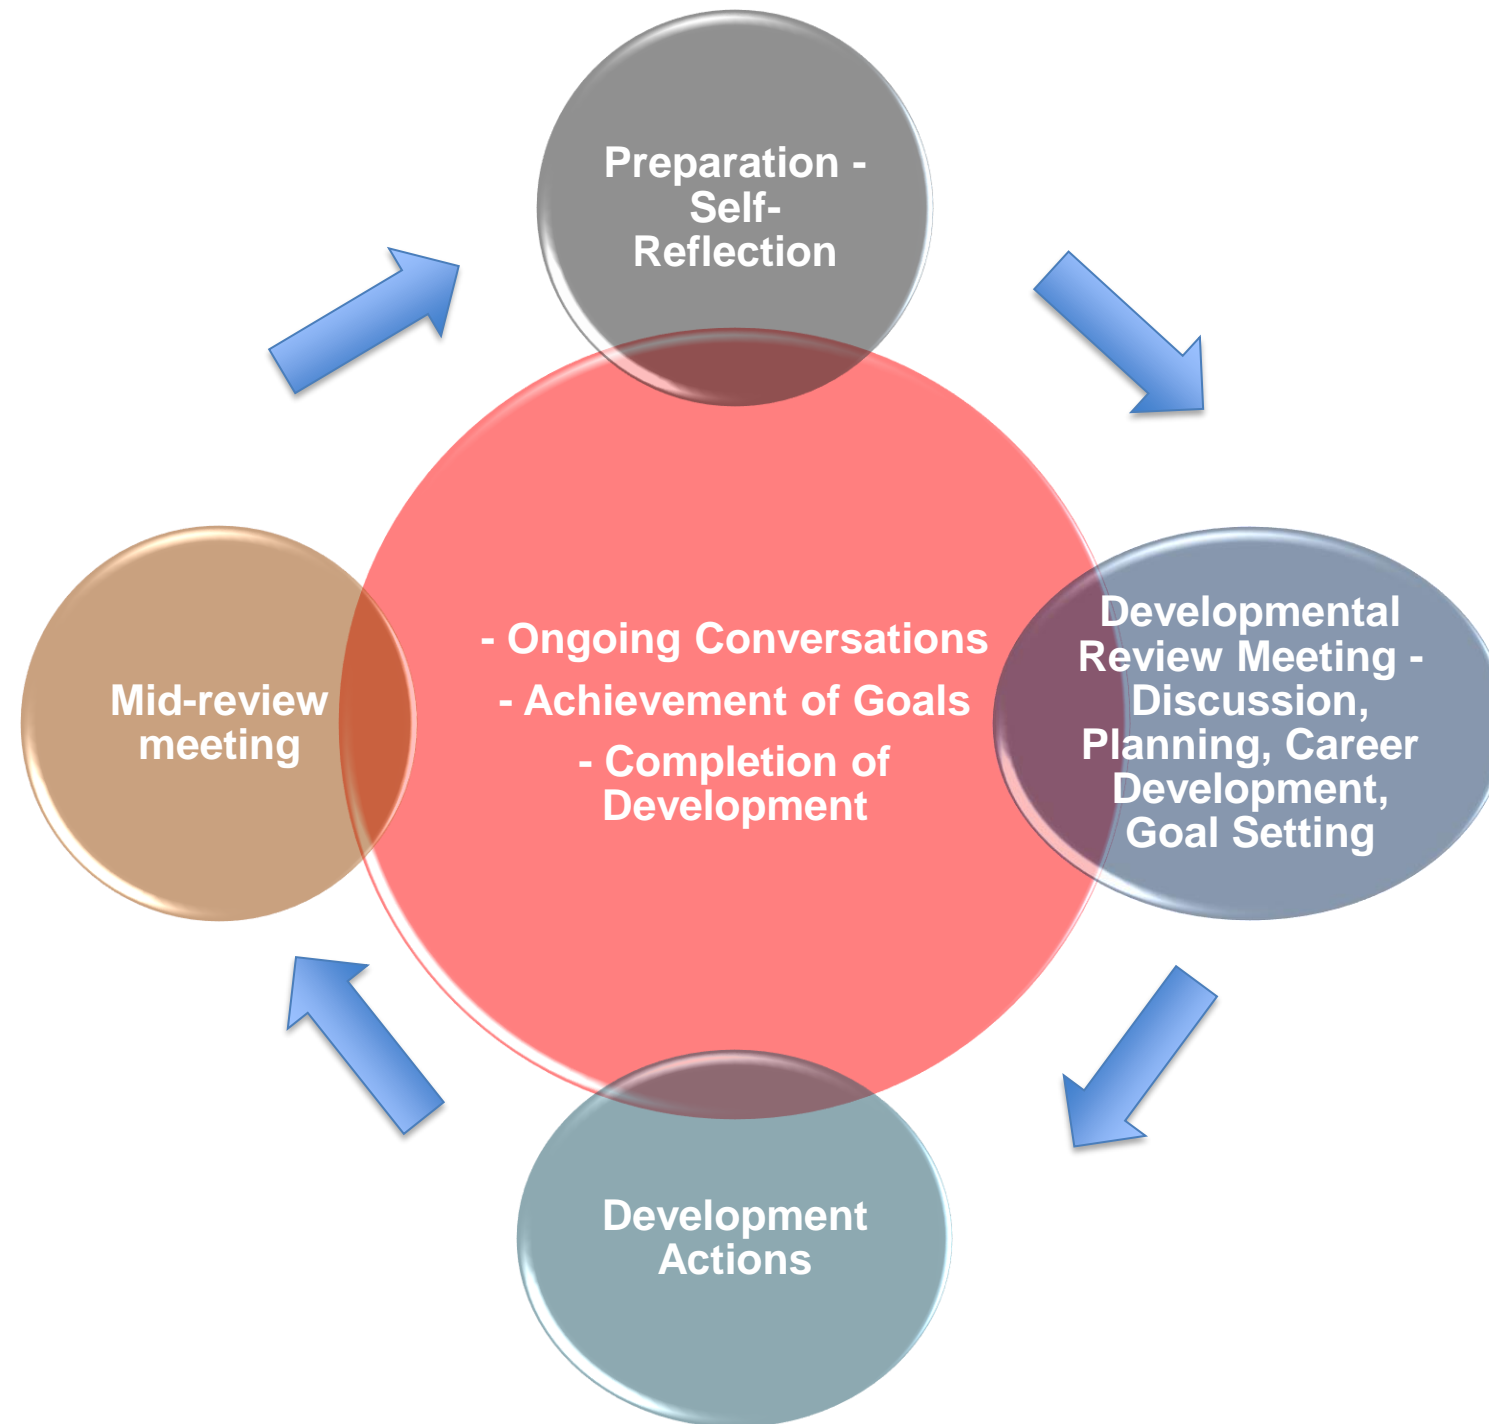 Preparation -
Self-
Reflection
Developmental
Review Meeting -
Discussion,
Planning, Career
Development,
Goal Setting
- Ongoing Conversations
- Achievement of Goals
- Completion of
Development
Mid-review
meeting
Development
Actions